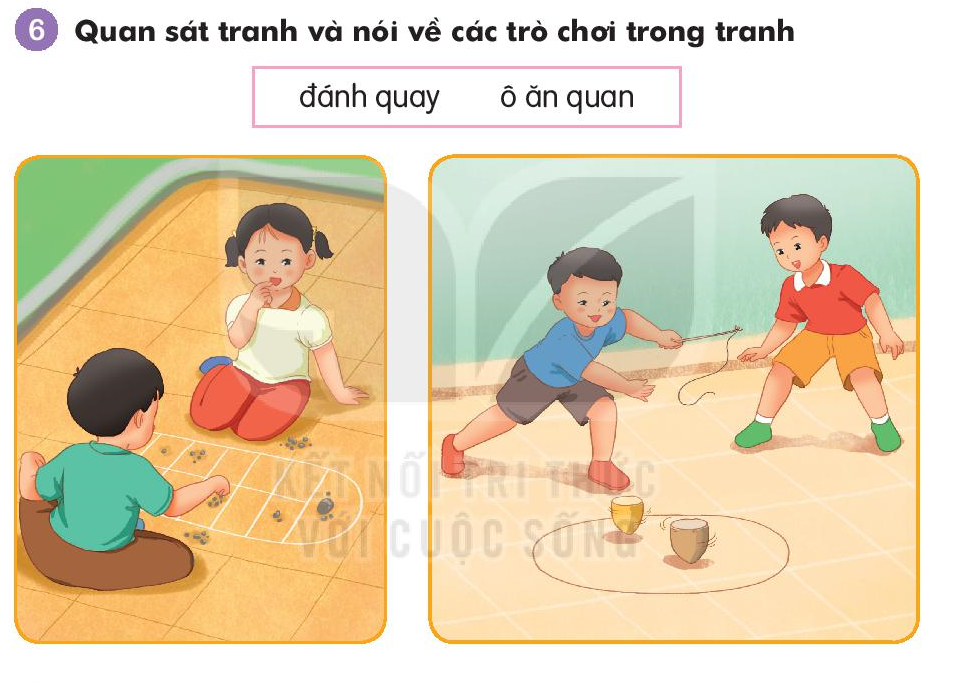 6 Quan sát tranh và nói về các trò chơi trong tranh
đánh quay ô ăn quan
KẾT NỐI TRI THỨC
VỚI CUỘC SỐNG